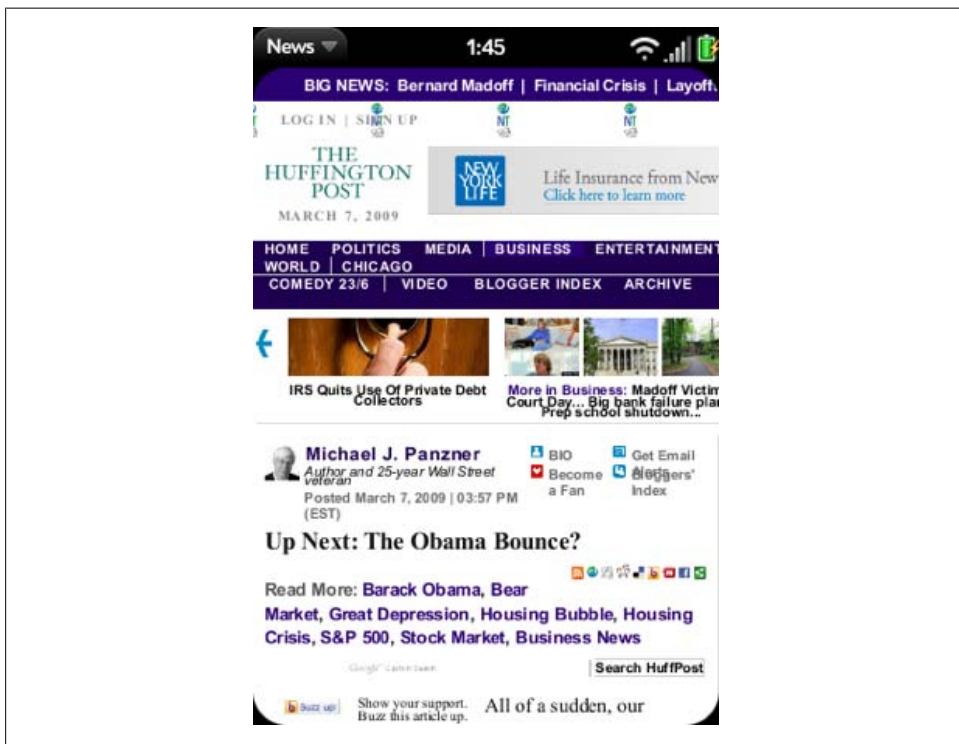 News 1:45
BIG NEWS: Bernard Madoff | Financial Crisis | Layoff
LOG IN | SIGN UP
NT NT NT
THE
HUFFINGTON
POST
MARCH 7, 2009
NEW
YORK
LIFE
Life Insurance from New
Click here to learn more
HOME POLITICS MEDIA | BUSINESS ENTERTAINMENT
WORLD | CHICAGO
COMEDY 23/6 | VIDEO BLOGGER INDEX ARCHIVE
IRS Quits Use Of Private Debt
Collectors
More in Business: Madoff Victim
Court Day... Big bank failure plan
Prep school shutdown...
Michael J. Panzner
Author and 25-year Wall Street
veteran
Posted March 7, 2009 | 03:57 PM
(EST)
BIO
Become
a Fan
Get Email
Alerts
Bloggers'
Index
Up Next: The Obama Bounce?
Read More: Barack Obama, Bear
Market, Great Depression, Housing Bubble, Housing
Crisis, S&P 500, Stock Market, Business News
Google
Search HuffPost
Buzz up!
Show your support.
Buzz this article up.
All of a sudden, our